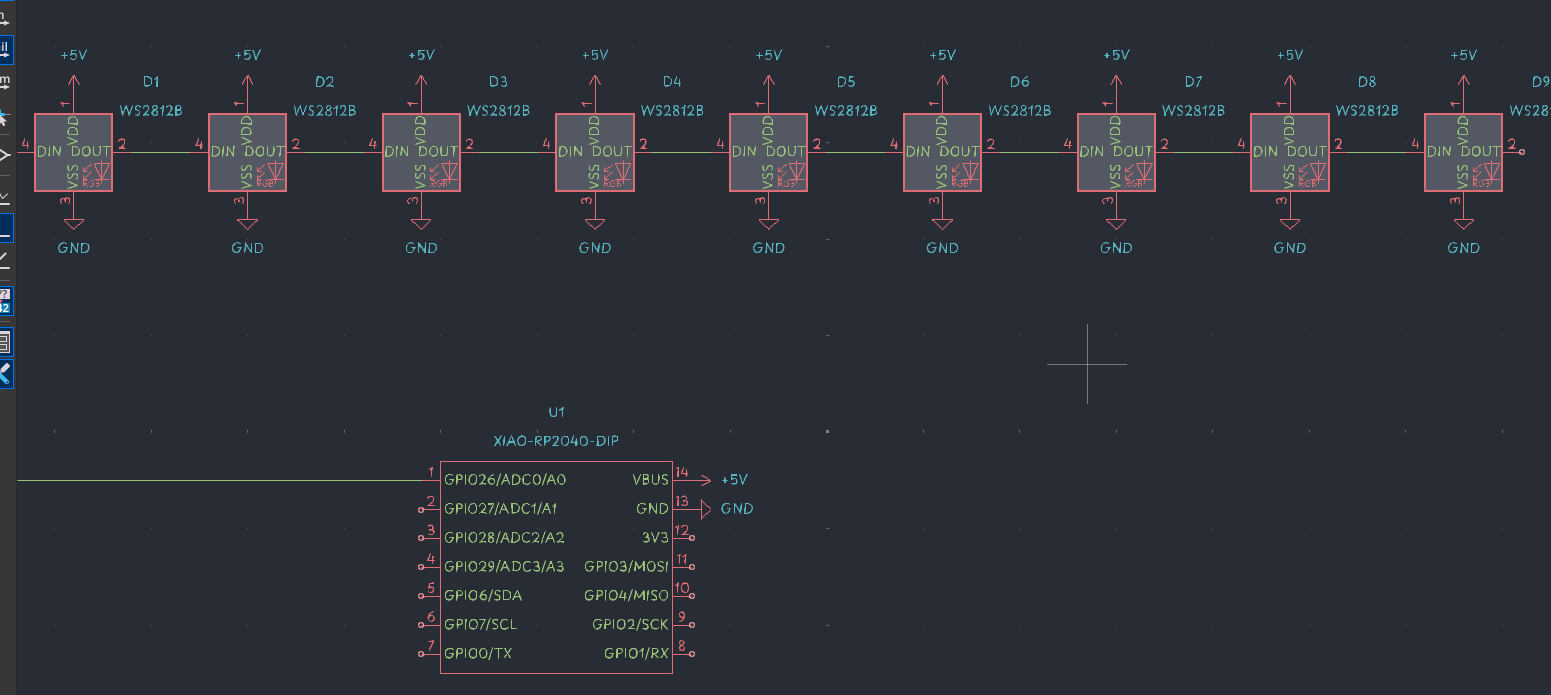 +5V +5V +5V +5V +5V +5V +5V +5V +5V
D1 D2 D3 D4 D5 D6 D7 D8 D9
1 WS2812B 1 WS2812B 1 WS2812B 1 WS2812B 1 WS2812B 1 WS2812B 1 WS2812B 1 WS2812B 1 WS28
VDD VDD VDD VDD VDD VDD VDD VDD VDD
4 DIN DOUT 2 4 DIN DOUT 2 4 DIN DOUT 2 4 DIN DOUT 2 4 DIN DOUT 2 4 DIN DOUT 2 4 DIN DOUT 2 4 DIN DOUT 2 4 DIN DOUT 2
VSS RGB VSS RGB VSS RGB VSS RGB VSS RGB VSS RGB VSS RGB VSS RGB VSS RGB
3 3 3 3 3 3 3 3 3
GND GND GND GND GND GND GND GND GND
U1
XIAO-RP2040-DIP
1 GPIO26/ADC0/A0 VBUS 14 +5V
2 GPIO27/ADC1/A1 GND 13 GND
3 GPIO28/ADC2/A2 3V3 12
4 GPIO29/ADC3/A3 GPIO3/MOSI 11
5 GPIO6/SDA GPIO4/MISO 10
6 GPIO7/SCL GPIO2/SCK 9
7 GPIO0/TX GPIO1/RX 8